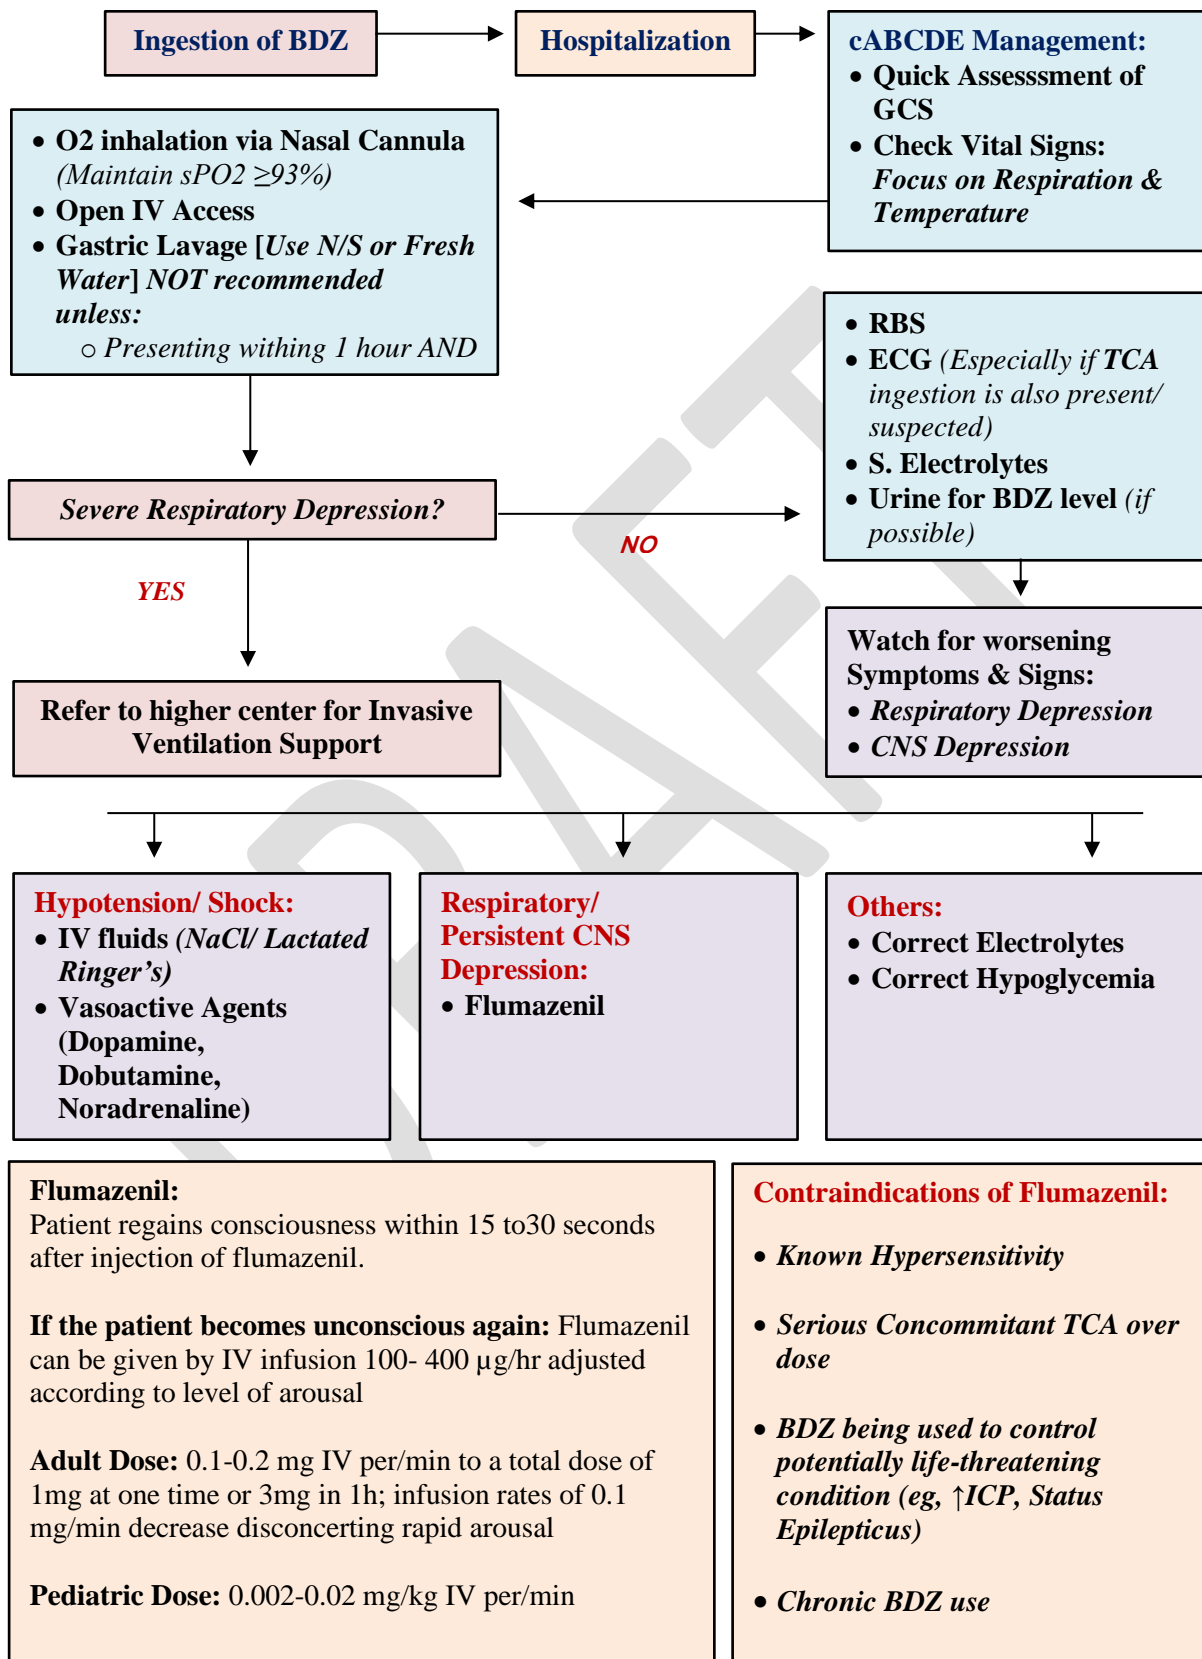 Ingestion of BDZ
Hospitalization
cABCDE Management:
• Quick Assesssment of
GCS
• Check Vital Signs:
Focus on Respiration &
Temperature
• O2 inhalation via Nasal Cannula
(Maintain sPO2 ≥93%)
• Open IV Access
• Gastric Lavage [Use N/S or Fresh
Water] NOT recommended
unless:
o Presenting withing 1 hour AND
• RBS
• ECG (Especially if TCA
ingestion is also present/
suspected)
• S. Electrolytes
• Urine for BDZ level (if
possible)
Severe Respiratory Depression?
NO
YES
Watch for worsening
Symptoms & Signs:
• Respiratory Depression
• CNS Depression
Refer to higher center for Invasive
Ventilation Support
Hypotension/ Shock:
• IV fluids (NaCl/ Lactated
Ringer’s)
• Vasoactive Agents
(Dopamine,
Dobutamine,
Noradrenaline)
Respiratory/
Persistent CNS
Depression:
• Flumazenil
Others:
• Correct Electrolytes
• Correct Hypoglycemia
Flumazenil:
Patient regains consciousness within 15 to30 seconds
after injection of flumazenil.
If the patient becomes unconscious again: Flumazenil
can be given by IV infusion 100- 400 µg/hr adjusted
according to level of arousal
Adult Dose: 0.1-0.2 mg IV per/min to a total dose of
1mg at one time or 3mg in 1h; infusion rates of 0.1
mg/min decrease disconcerting rapid arousal
Pediatric Dose: 0.002-0.02 mg/kg IV per/min
Contraindications of Flumazenil:
• Known Hypersensitivity
• Serious Concommitant TCA over
dose
• BDZ being used to control
potentially life-threatening
condition (eg, ↑ICP, Status
Epilepticus)
• Chronic BDZ use
DRAFT